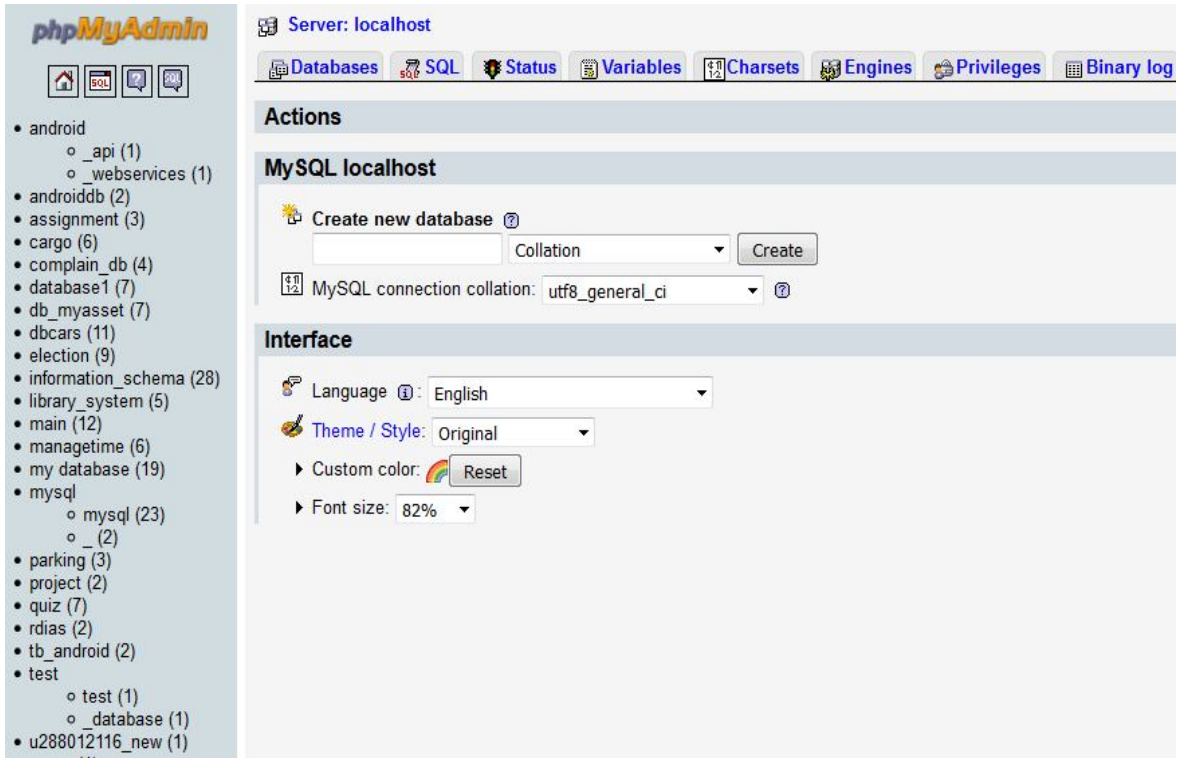 phpMyAdmin
SQL
SQL
android
_api (1)
_webservices (1)
androiddb (2)
assignment (3)
cargo (6)
complain_db (4)
database1 (7)
db_myasset (7)
dbcars (11)
election (9)
information_schema (28)
library_system (5)
main (12)
managetime (6)
my database (19)
mysql
mysql (23)
_ (2)
parking (3)
project (2)
quiz (7)
rdias (2)
tb_android (2)
test
test (1)
_database (1)
u288012116_new (1)
Server: localhost
Databases SQL Status Variables Charsets Engines Privileges Binary log
Actions
MySQL localhost
Create new database
Collation Create
MySQL connection collation: utf8_general_ci
Interface
Language : English
Theme / Style: Original
Custom color: Reset
Font size: 82%